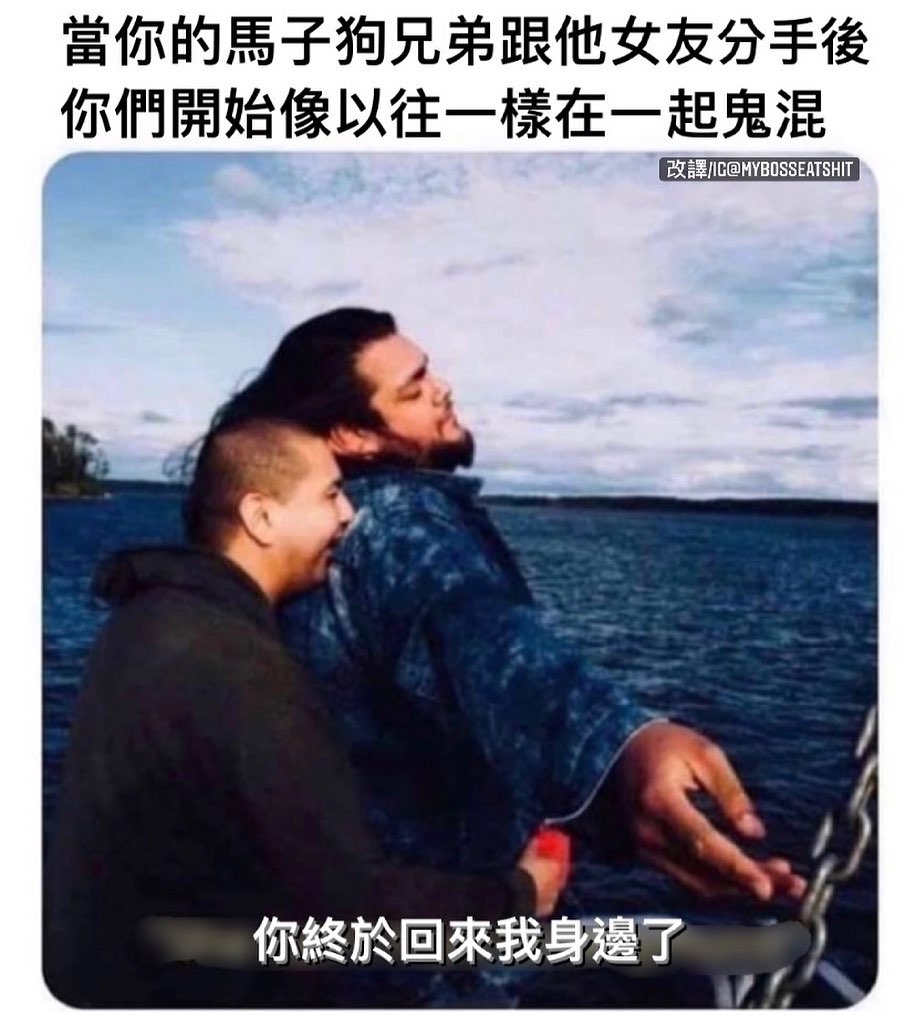 當你的馬子狗兄弟跟他女友分手後
你們開始像以往一樣在一起鬼混
改譯/IG@MYBOSSEATSHIT
你終於回來我身邊了